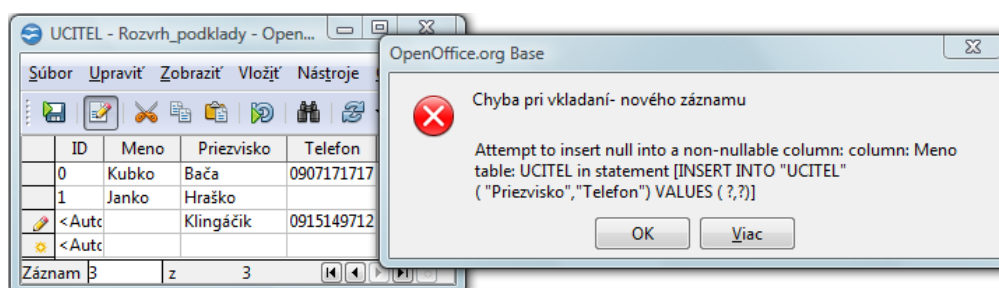 UCITEL - Rozvrh_podklady - Open...
Súbor Upraviť Zobraziť Vložiť Nástroje
ID Meno Priezvisko Telefon
0 Kubko Bača 0907171717
1 Janko Hraško
<Autc Klingáčik 0915149712
<Autc
Záznam 3 z 3
OpenOffice.org Base
Chyba pri vkladaní- nového záznamu
Attempt to insert null into a non-nullable column: column: Meno
table: UCITEL in statement [INSERT INTO "UCITEL"
( "Priezvisko","Telefon") VALUES ( ?,?)]
OK Viac